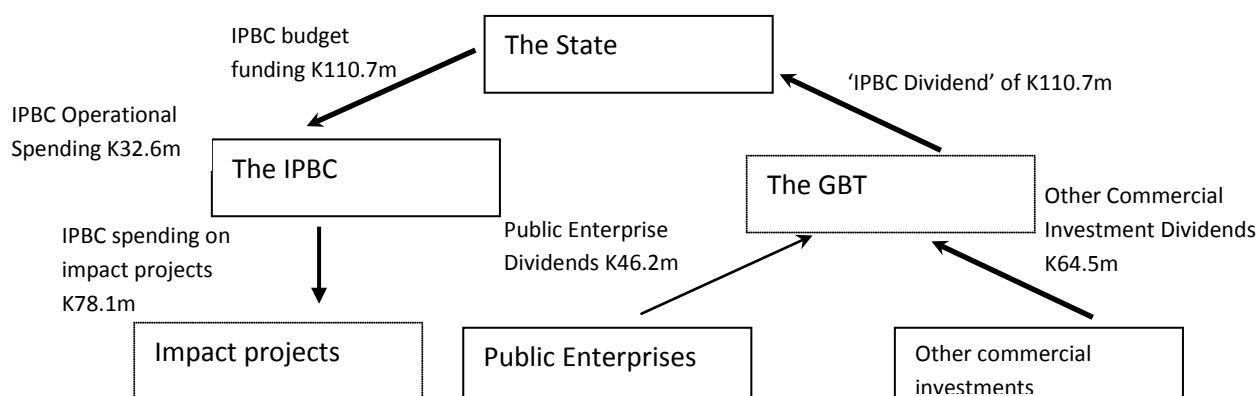 IPBC budget
funding K110.7m
The State
'IPBC Dividend' of K110.7m
IPBC Operational
Spending K32.6m
The IPBC
The GBT
Other Commercial
Investment Dividends
K64.5m
IPBC spending on
impact projects
K78.1m
Public Enterprise
Dividends K46.2m
Impact projects
Public Enterprises
Other commercial
investments